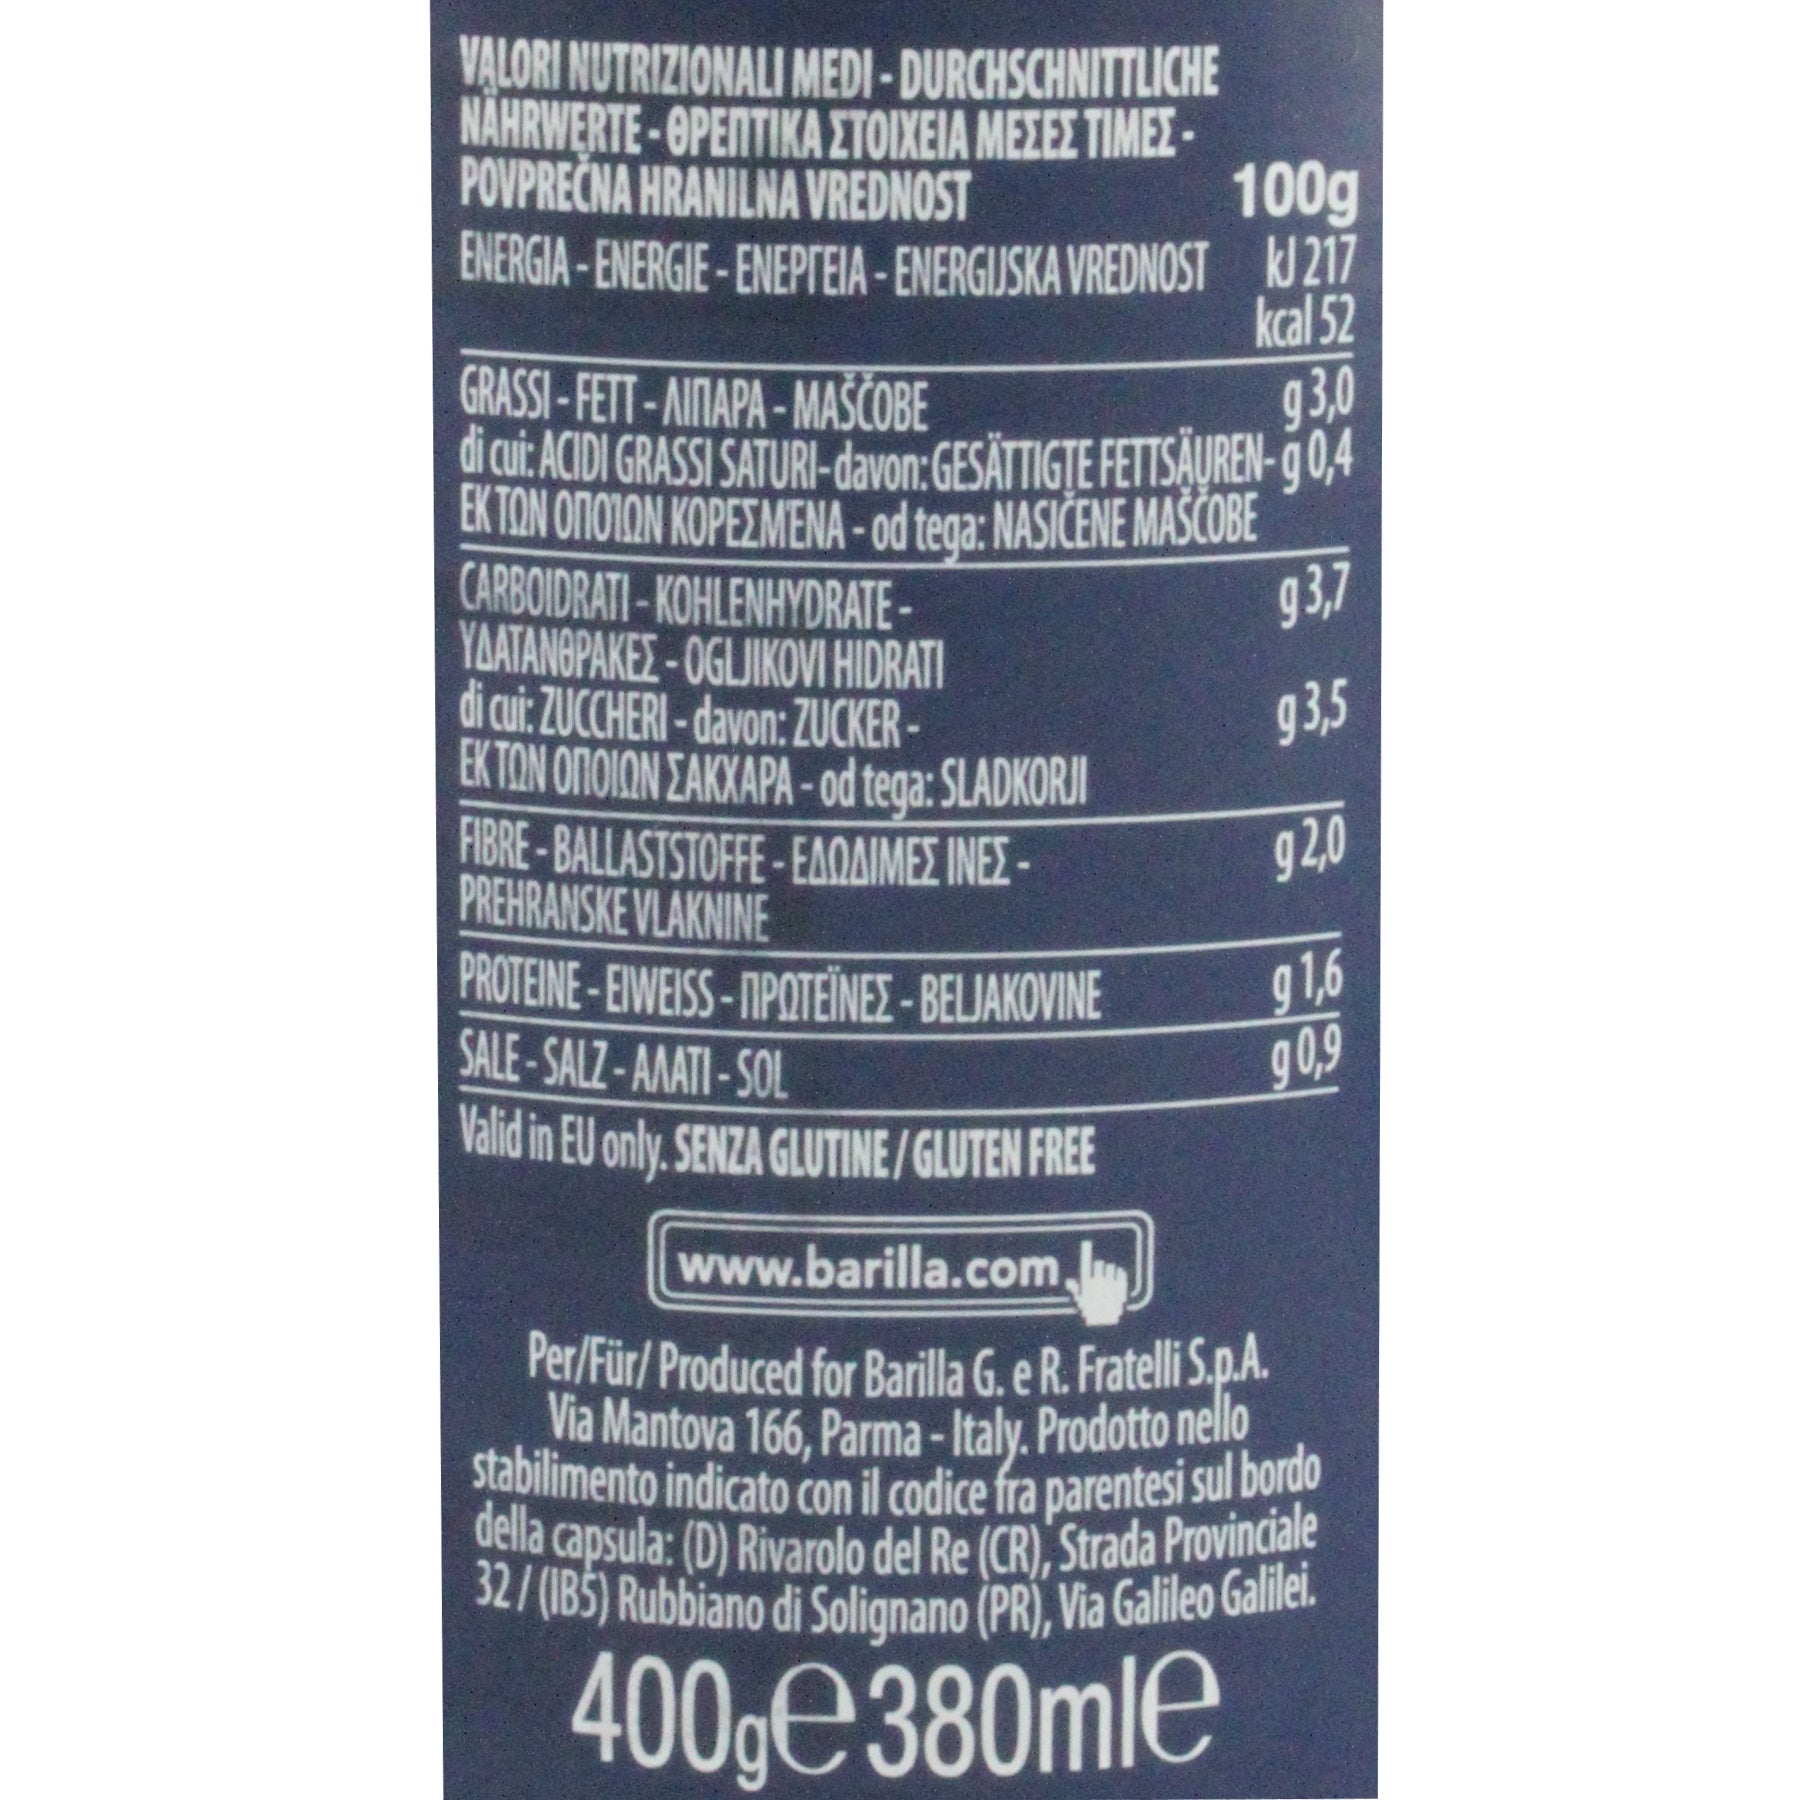 VALORI NUTRIZIONALI MEDI - DURCHSCHNITTLICHE
NÄHRWERTE - ΘΡΕΠΤΙΚΑ ΣΤΟΙΧΕΙΑ ΜΕΣΕΣ ΤΙΜΕΣ -
POVPREČNA HRANILNA VREDNOST 100g
ENERGIA - ENERGIE - ΕΝΕΡΓΕΙΑ - ENERGIJSKA VREDNOST kJ 217
kcal 52
GRASSI - FETT - ΛΙΠΑΡΑ - MAŠČOBE g 3,0
di cui: ACIDI GRASSI SATURI- davon: GESÄTTIGTE FETTSÄUREN- g 0,4
ΕΚ ΤΩΝ ΟΠΟΊΩΝ ΚΟΡΕΣΜΈΝΑ - od tega: NASIČENE MAŠČOBE
CARBOIDRATI - KOHLENHYDRATE - g 3,7
ΥΔΑΤΑΝΘΡΑΚΕΣ - OGLJIKOVI HIDRATI
di cui: ZUCCHERI - davon: ZUCKER - g 3,5
ΕΚ ΤΩΝ ΟΠΟΙΩΝ ΣΑΚΧΑΡΑ - od tega: SLADKORJI
FIBRE - BALLASTSTOFFE - ΕΔΩΔΙΜΕΣ ΙΝΕΣ - g 2,0
PREHRANSKE VLAKNINE
PROTEINE - EIWEISS - ΠΡΩΤΕΪΝΕΣ - BELJAKOVINE g 1,6
SALE - SALZ - ΑΛΑΤΙ - SOL g 0,9
Valid in EU only. SENZA GLUTINE / GLUTEN FREE
www.barilla.com
Per/Für/ Produced for Barilla G. e R. Fratelli S.p.A.
Via Mantova 166, Parma - Italy. Prodotto nello
stabilimento indicato con il codice fra parentesi sul bordo
della capsula: (D) Rivarolo del Re (CR), Strada Provinciale
32 / (IB5) Rubbiano di Solignano (PR), Via Galileo Galilei.
400g℮ 380ml℮